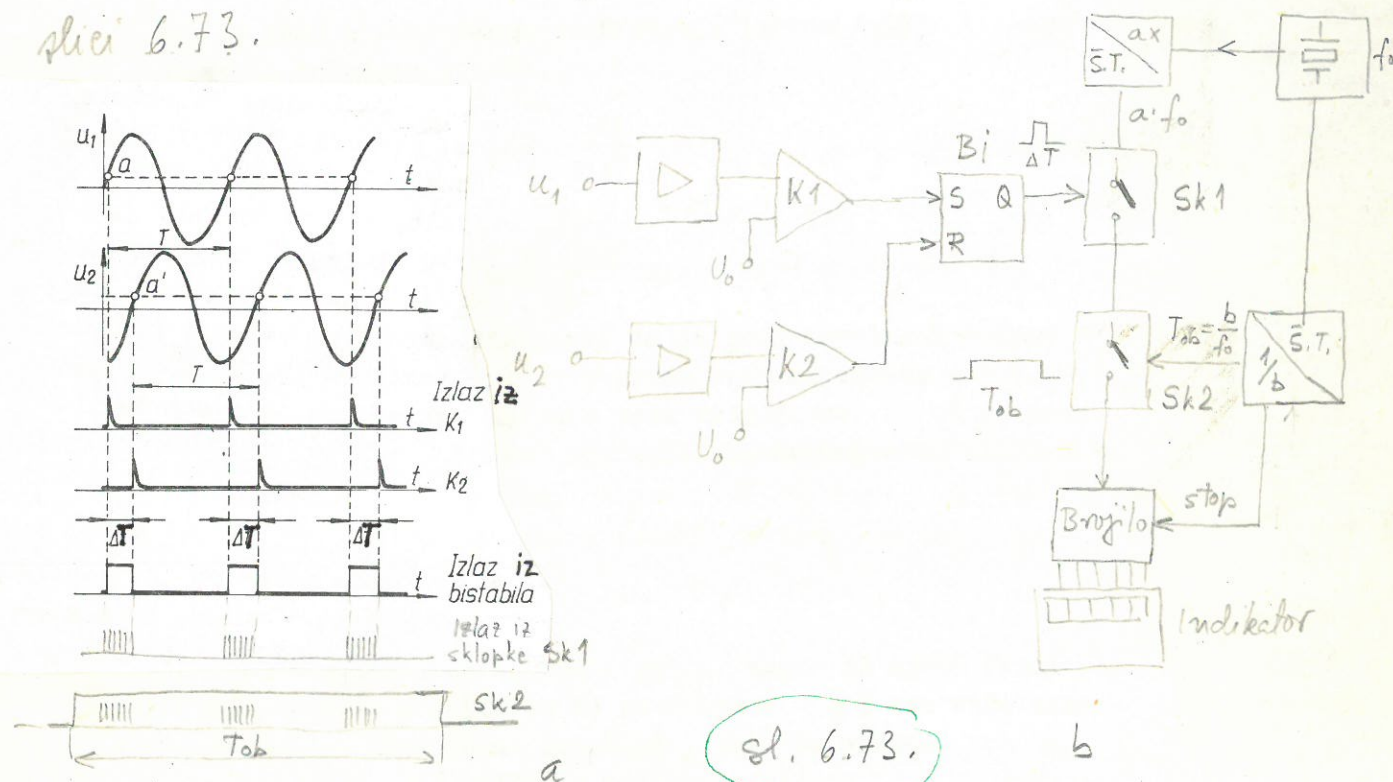 slici 6.73.
u1
a
t
T
u2
a'
t
T
Izlaz iz
t K1
t K2
ΔT ΔT ΔT
Izlaz iz
t bistabila
Izlaz iz
sklopke Sk1
Sk2
Tob
a
u1
K1
U0
u2
K2
U0
Bi
ΔT
S Q
R
Sk1
ax
S.T.
a·f0
f0
Tob
Sk2
Tob = b/f0
S.T.
1/b
stop
Brojilo
Indikator
sl. 6.73.
b